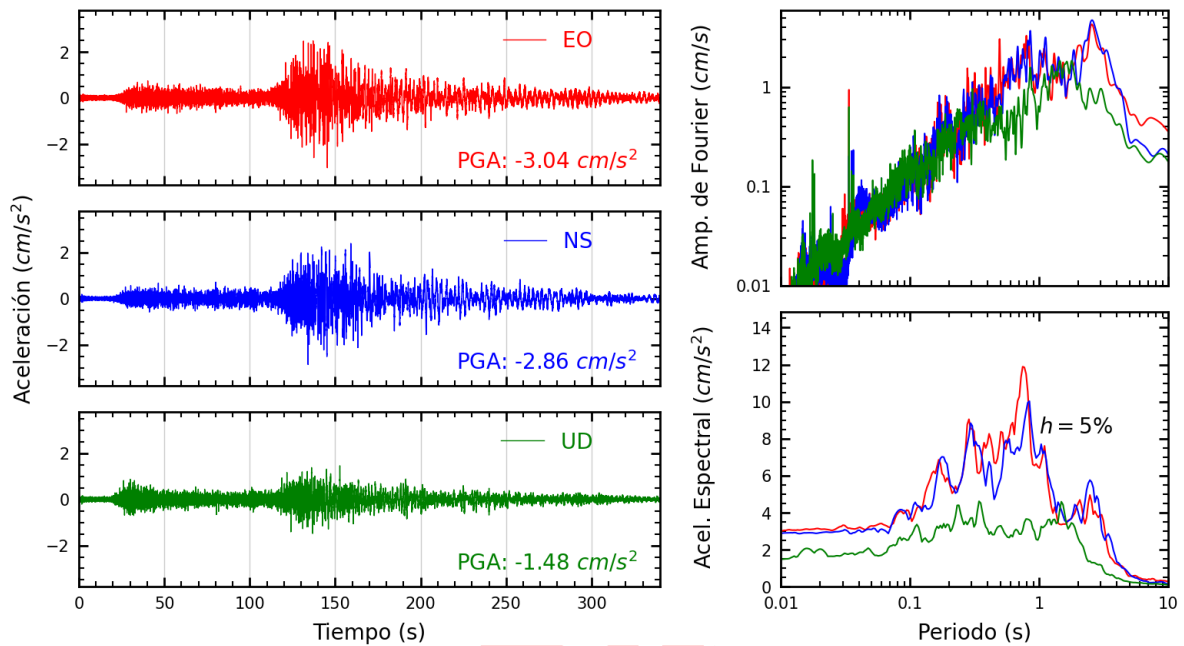 Aceleración (cm/s²)
2
0
−2
EO
PGA: -3.04 cm/s²
2
0
−2
NS
PGA: -2.86 cm/s²
2
0
−2
UD
PGA: -1.48 cm/s²
0 50 100 150 200 250 300
Tiempo (s)
Amp. de Fourier (cm/s)
1
0.1
0.01
Acel. Espectral (cm/s²)
14
12
10
8
6
4
2
0
h = 5%
0.01 0.1 1 10
Periodo (s)